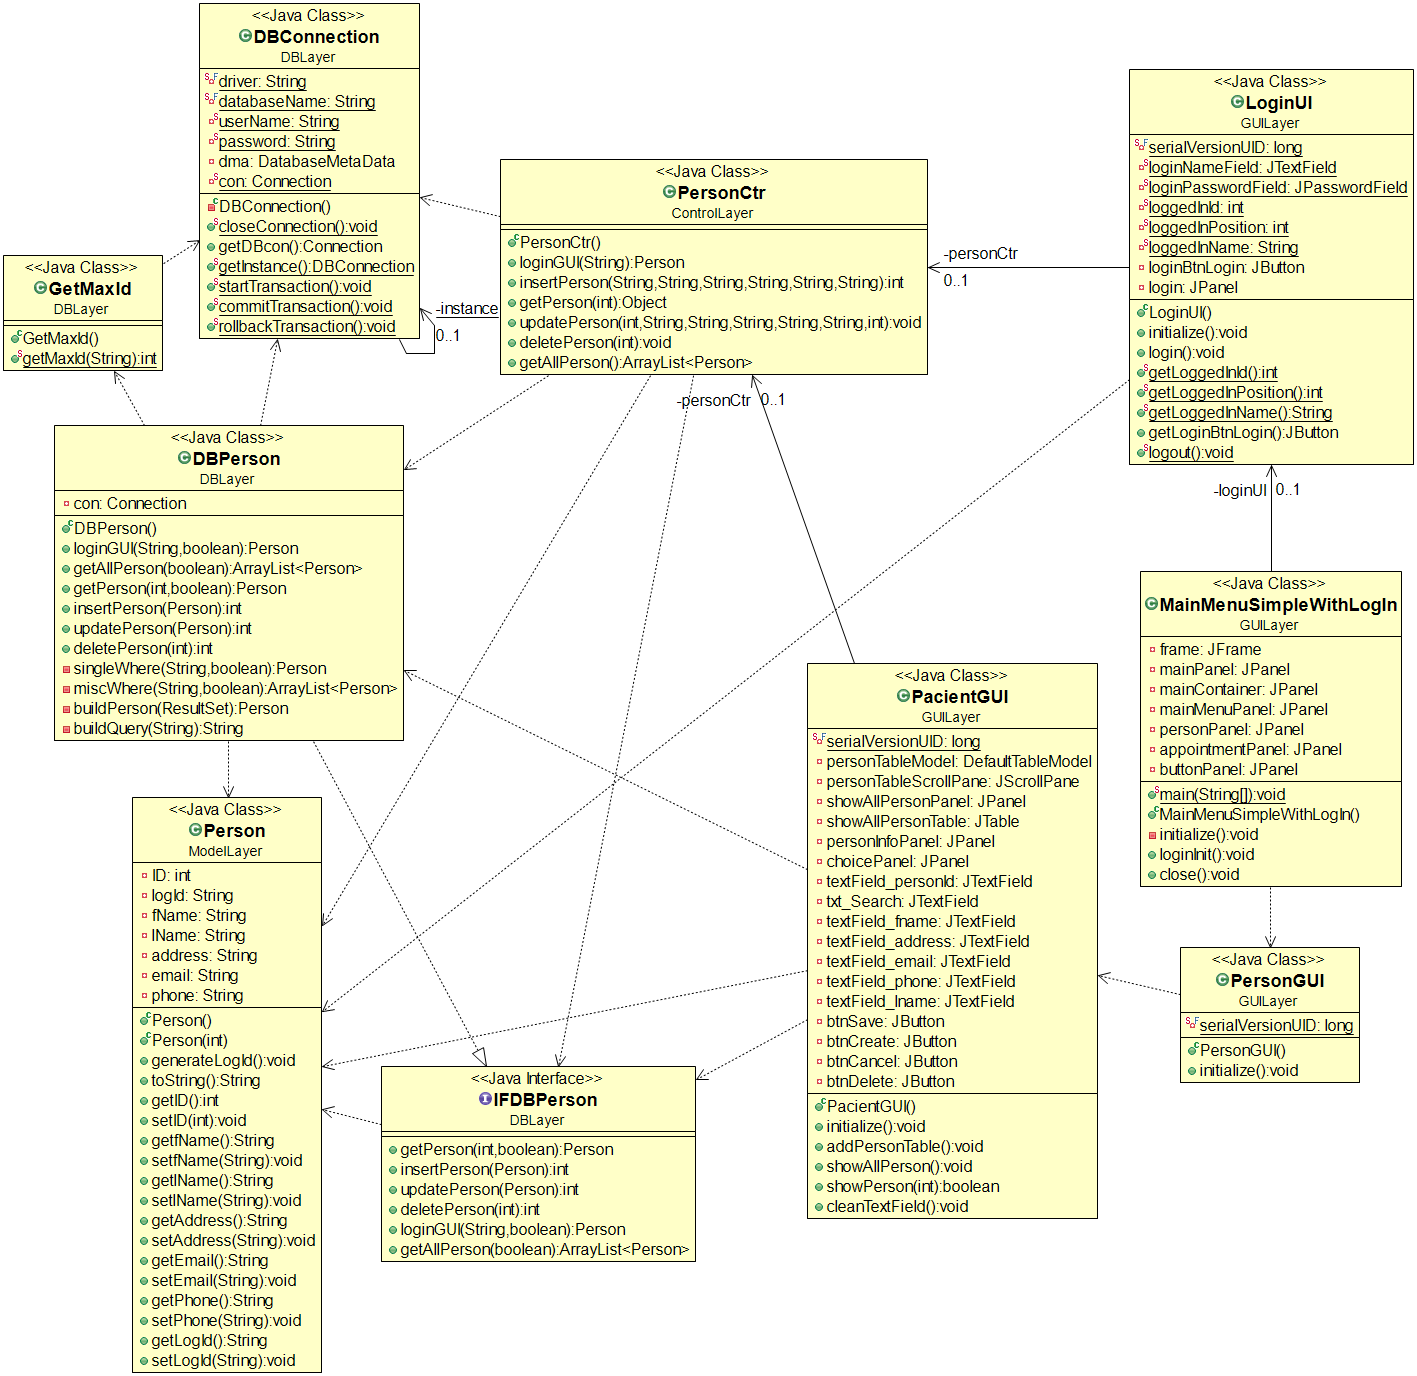 <<Java Class>>
DBConnection
DBLayer
driver: String
databaseName: String
userName: String
password: String
dma: DatabaseMetaData
con: Connection
DBConnection()
closeConnection():void
getDBcon():Connection
getInstance():DBConnection
startTransaction():void
commitTransaction():void
rollbackTransaction():void
-instance
0..1
<<Java Class>>
GetMaxId
DBLayer
GetMaxId()
getMaxId(String):int
<<Java Class>>
PersonCtr
ControlLayer
PersonCtr()
loginGUI(String):Person
insertPerson(String,String,String,String,String,String):int
getPerson(int):Object
updatePerson(int,String,String,String,String,String,int):void
deletePerson(int):void
getAllPerson():ArrayList<Person>
-personCtr
0..1
-personCtr
0..1
<<Java Class>>
LoginUI
GUILayer
serialVersionUID: long
loginNameField: JTextField
loginPasswordField: JPasswordField
loggedInId: int
loggedInPosition: int
loggedInName: String
loginBtnLogin: JButton
login: JPanel
LoginUI()
initialize():void
login():void
getLoggedInId():int
getLoggedInPosition():int
getLoggedInName():String
getLoginBtnLogin():JButton
logout():void
-loginUI
0..1
<<Java Class>>
DBPerson
DBLayer
con: Connection
DBPerson()
loginGUI(String,boolean):Person
getAllPerson(boolean):ArrayList<Person>
getPerson(int,boolean):Person
insertPerson(Person):int
updatePerson(Person):int
deletePerson(int):int
singleWhere(String,boolean):Person
miscWhere(String,boolean):ArrayList<Person>
buildPerson(ResultSet):Person
buildQuery(String):String
<<Java Class>>
MainMenuSimpleWithLogIn
GUILayer
frame: JFrame
mainPanel: JPanel
mainContainer: JPanel
mainMenuPanel: JPanel
personPanel: JPanel
appointmentPanel: JPanel
buttonPanel: JPanel
main(String[]):void
MainMenuSimpleWithLogIn()
initialize():void
loginInit():void
close():void
<<Java Class>>
PacientGUI
GUILayer
serialVersionUID: long
personTableModel: DefaultTableModel
personTableScrollPane: JScrollPane
showAllPersonPanel: JPanel
showAllPersonTable: JTable
personInfoPanel: JPanel
choicePanel: JPanel
textField_personId: JTextField
txt_Search: JTextField
textField_fname: JTextField
textField_address: JTextField
textField_email: JTextField
textField_phone: JTextField
textField_lname: JTextField
btnSave: JButton
btnCreate: JButton
btnCancel: JButton
btnDelete: JButton
PacientGUI()
initialize():void
addPersonTable():void
showAllPerson():void
showPerson(int):boolean
cleanTextField():void
<<Java Class>>
Person
ModelLayer
ID: int
logId: String
fName: String
lName: String
address: String
email: String
phone: String
Person()
Person(int)
generateLogId():void
toString():String
getID():int
setID(int):void
getfName():String
setfName(String):void
getlName():String
setlName(String):void
getAddress():String
setAddress(String):void
getEmail():String
setEmail(String):void
getPhone():String
setPhone(String):void
getLogId():String
setLogId(String):void
<<Java Interface>>
IFDBPerson
DBLayer
getPerson(int,boolean):Person
insertPerson(Person):int
updatePerson(Person):int
deletePerson(int):int
loginGUI(String,boolean):Person
getAllPerson(boolean):ArrayList<Person>
<<Java Class>>
PersonGUI
GUILayer
serialVersionUID: long
PersonGUI()
initialize():void